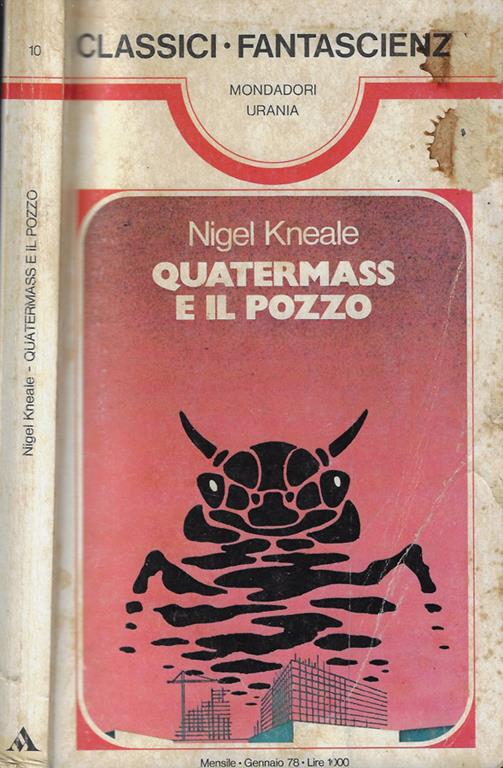 10
Nigel Kneale - QUATERMASS E IL POZZO
CLASSICI • FANTASCIENZ
MONDADORI
URANIA
Nigel Kneale
QUATERMASS
E IL POZZO
Mensile • Gennaio 78 • Lire 1000